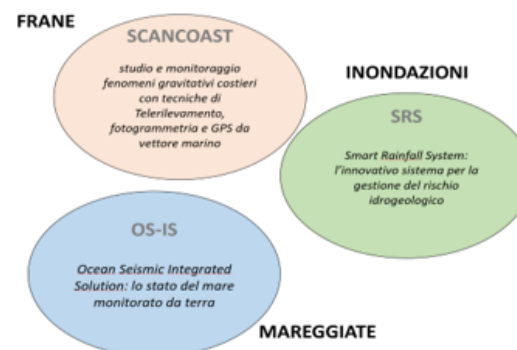 FRANE
SCANCOAST
studio e monitoraggio
fenomeni gravitativi costieri
con tecniche di
Telerilevamento,
fotogrammetria e GPS da
vettore marino
INONDAZIONI
SRS
Smart Rainfall System:
l'innovativo sistema per la
gestione del rischio
idrogeologico
OS-IS
Ocean Seismic Integrated
Solution: lo stato del mare
monitorato da terra
MAREGGIATE